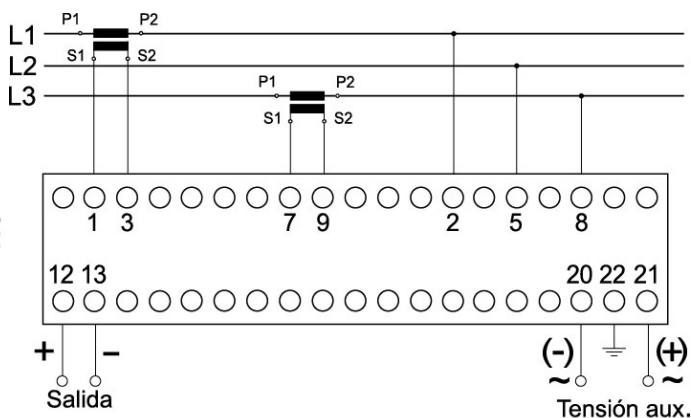 P1 P2
L1
S1 S2
L2
P1 P2
L3
S1 S2
1 3 7 9 2 5 8
12 13 20 22 21
+ - (-) (+)
~ ~
Salida
Tensión aux.